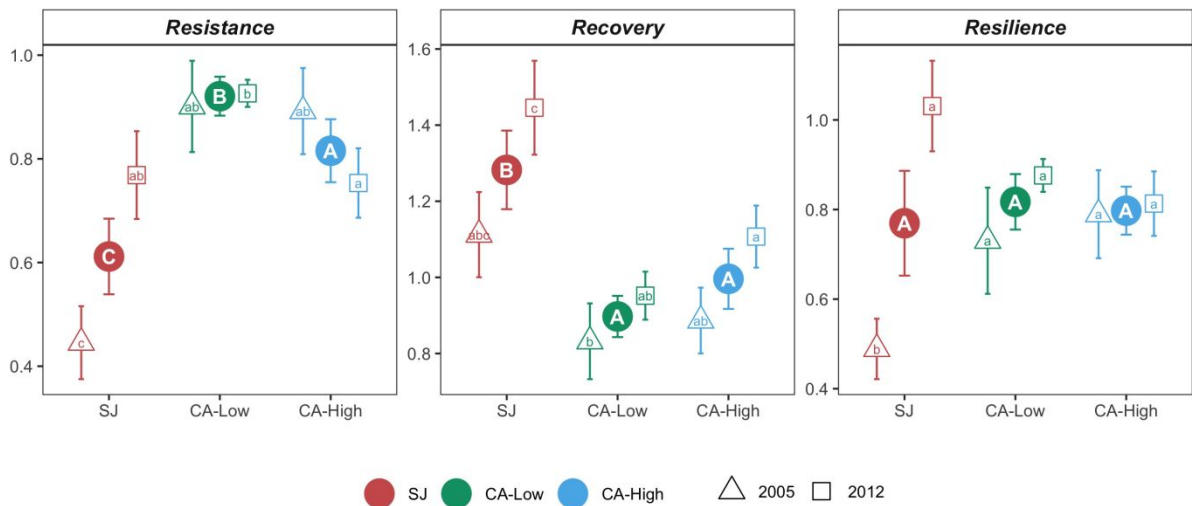 Resistance
Recovery
Resilience
1.0
0.8
0.6
0.4
c
C
ab
ab
B
b
ab
A
a
SJ
CA-Low
CA-High
1.6
1.4
1.2
1.0
0.8
abc
B
c
b
A
ab
ab
A
a
SJ
CA-Low
CA-High
1.0
0.8
0.6
0.4
b
A
a
a
A
a
a
A
a
SJ
CA-Low
CA-High
SJ
CA-Low
CA-High
2005
2012